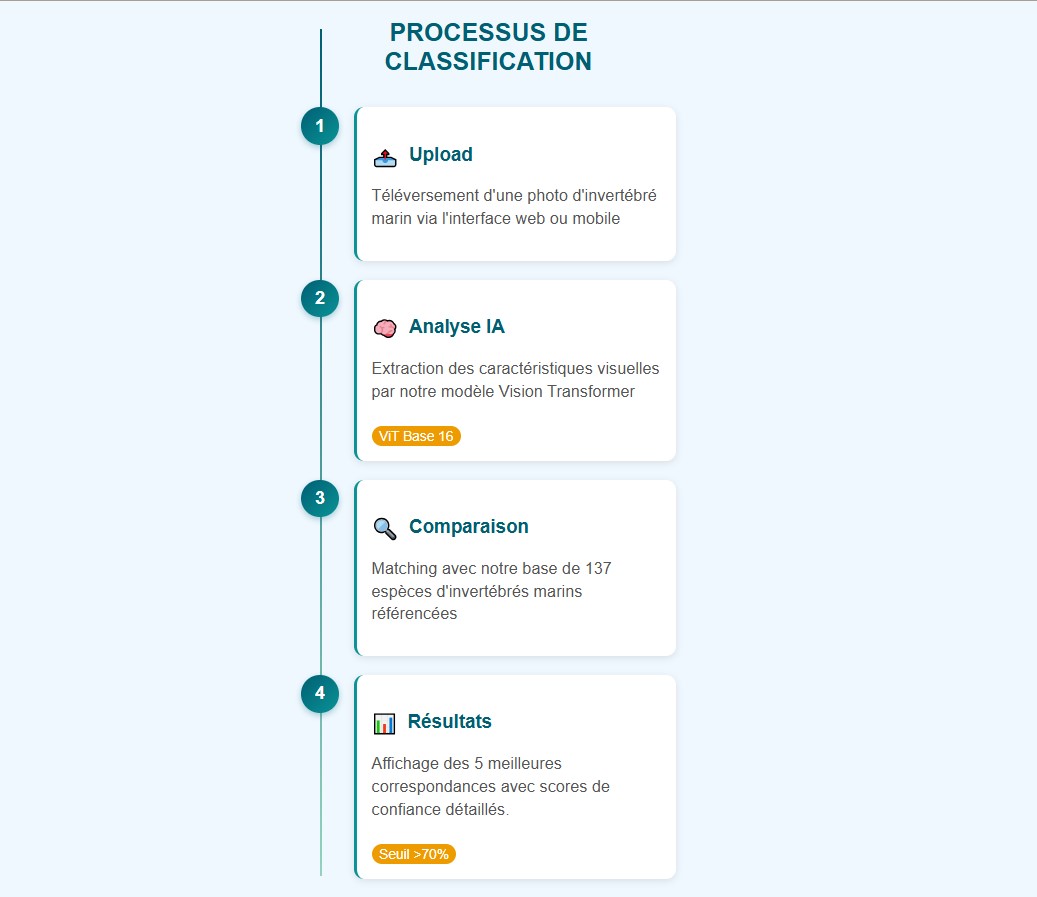 PROCESSUS DE
CLASSIFICATION
1
Upload
Téléversement d'une photo d'invertébré
marin via l'interface web ou mobile
2
Analyse IA
Extraction des caractéristiques visuelles
par notre modèle Vision Transformer
ViT Base 16
3
Comparaison
Matching avec notre base de 137
espèces d'invertébrés marins
référencées
4
Résultats
Affichage des 5 meilleures
correspondances avec scores de
confiance détaillés.
Seuil >70%